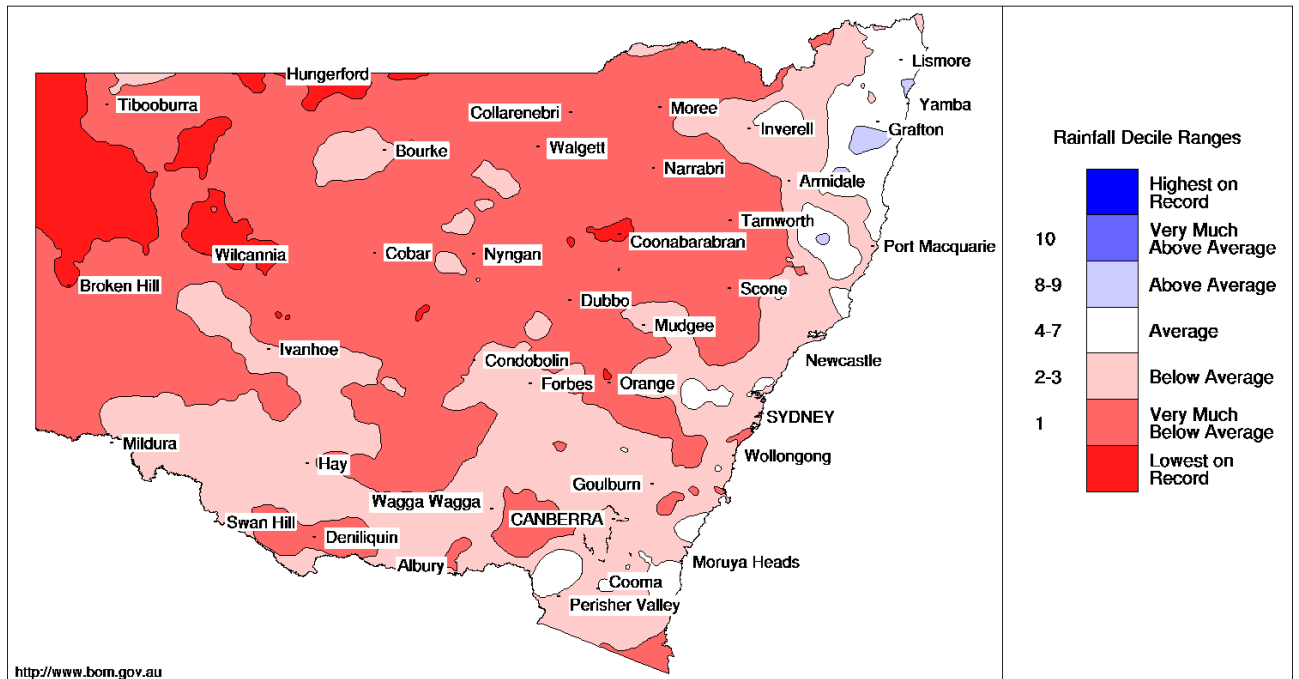 Hungerford
Tibooburra
Collarenebri
Moree
Bourke
Walgett
Inverell
Lismore
Yamba
Grafton
Narrabri
Armidale
Tamworth
Wilcannia
Cobar
Nyngan
Coonabarabran
Port Macquarie
Broken Hill
Dubbo
Scone
Mudgee
Ivanhoe
Condobolin
Newcastle
Forbes
Orange
SYDNEY
Mildura
Hay
Wollongong
Wagga Wagga
Goulburn
Swan Hill
CANBERRA
Deniliquin
Albury
Moruya Heads
Cooma
Perisher Valley
http://www.bom.gov.au
Rainfall Decile Ranges
Highest on
Record
10 Very Much
Above Average
8-9 Above Average
4-7 Average
2-3 Below Average
1 Very Much
Below Average
Lowest on
Record